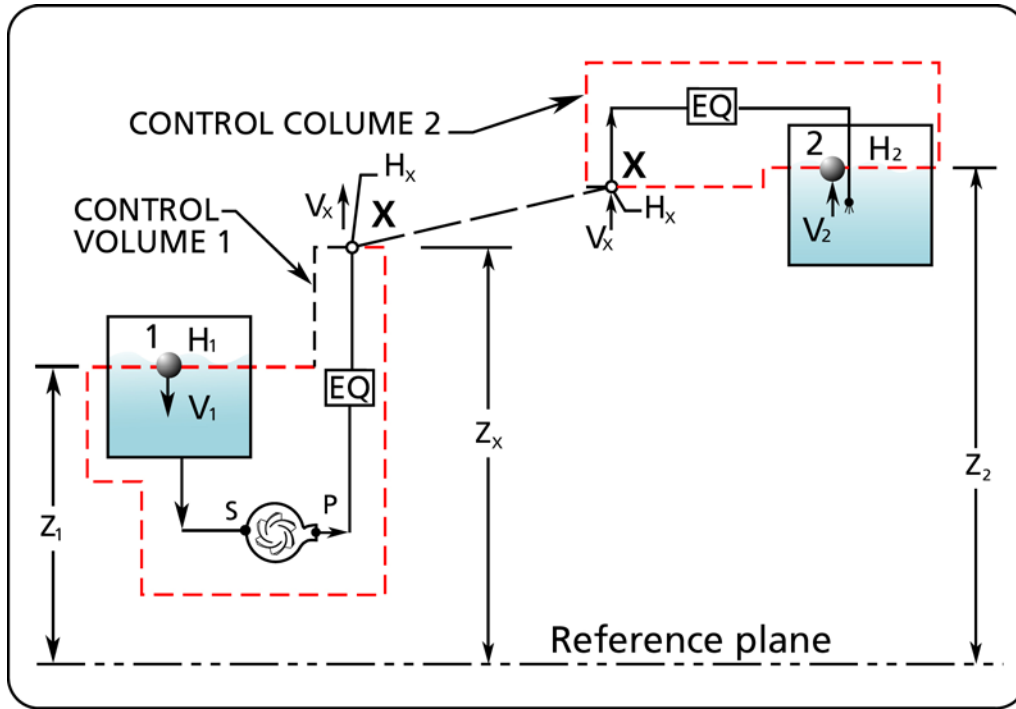 CONTROL COLUME 2
EQ
2 H₂
V₂
X
Hₓ
Vₓ
Hₓ
Vₓ X
CONTROL
VOLUME 1
1 H₁
V₁
EQ
S P
Z₁
Zₓ
Z₂
Reference plane